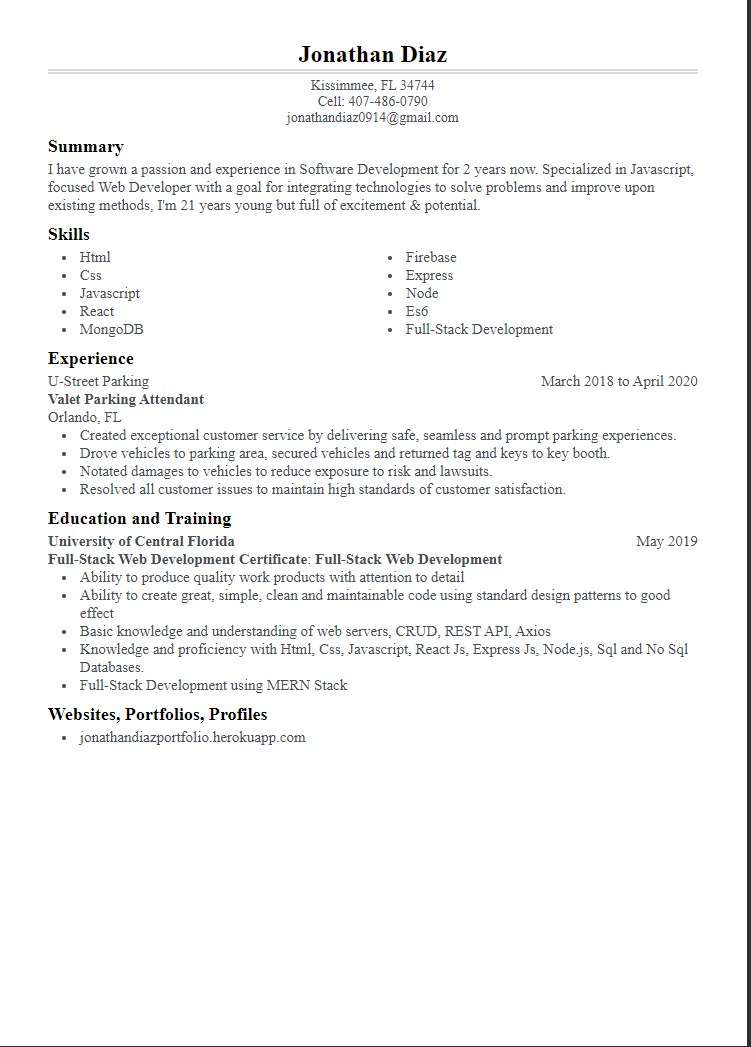 Jonathan Diaz
Kissimmee, FL 34744
Cell: 407-486-0790
jonathandiaz0914@gmail.com
Summary
I have grown a passion and experience in Software Development for 2 years now. Specialized in Javascript,
focused Web Developer with a goal for integrating technologies to solve problems and improve upon
existing methods, I'm 21 years young but full of excitement & potential.
Skills
• Html
• Css
• Javascript
• React
• MongoDB
• Firebase
• Express
• Node
• Es6
• Full-Stack Development
Experience
U-Street Parking March 2018 to April 2020
Valet Parking Attendant
Orlando, FL
• Created exceptional customer service by delivering safe, seamless and prompt parking experiences.
• Drove vehicles to parking area, secured vehicles and returned tag and keys to key booth.
• Notated damages to vehicles to reduce exposure to risk and lawsuits.
• Resolved all customer issues to maintain high standards of customer satisfaction.
Education and Training
University of Central Florida May 2019
Full-Stack Web Development Certificate: Full-Stack Web Development
• Ability to produce quality work products with attention to detail
• Ability to create great, simple, clean and maintainable code using standard design patterns to good
effect
• Basic knowledge and understanding of web servers, CRUD, REST API, Axios
• Knowledge and proficiency with Html, Css, Javascript, React Js, Express Js, Node.js, Sql and No Sql
Databases.
• Full-Stack Development using MERN Stack
Websites, Portfolios, Profiles
• jonathandiazportfolio.herokuapp.com